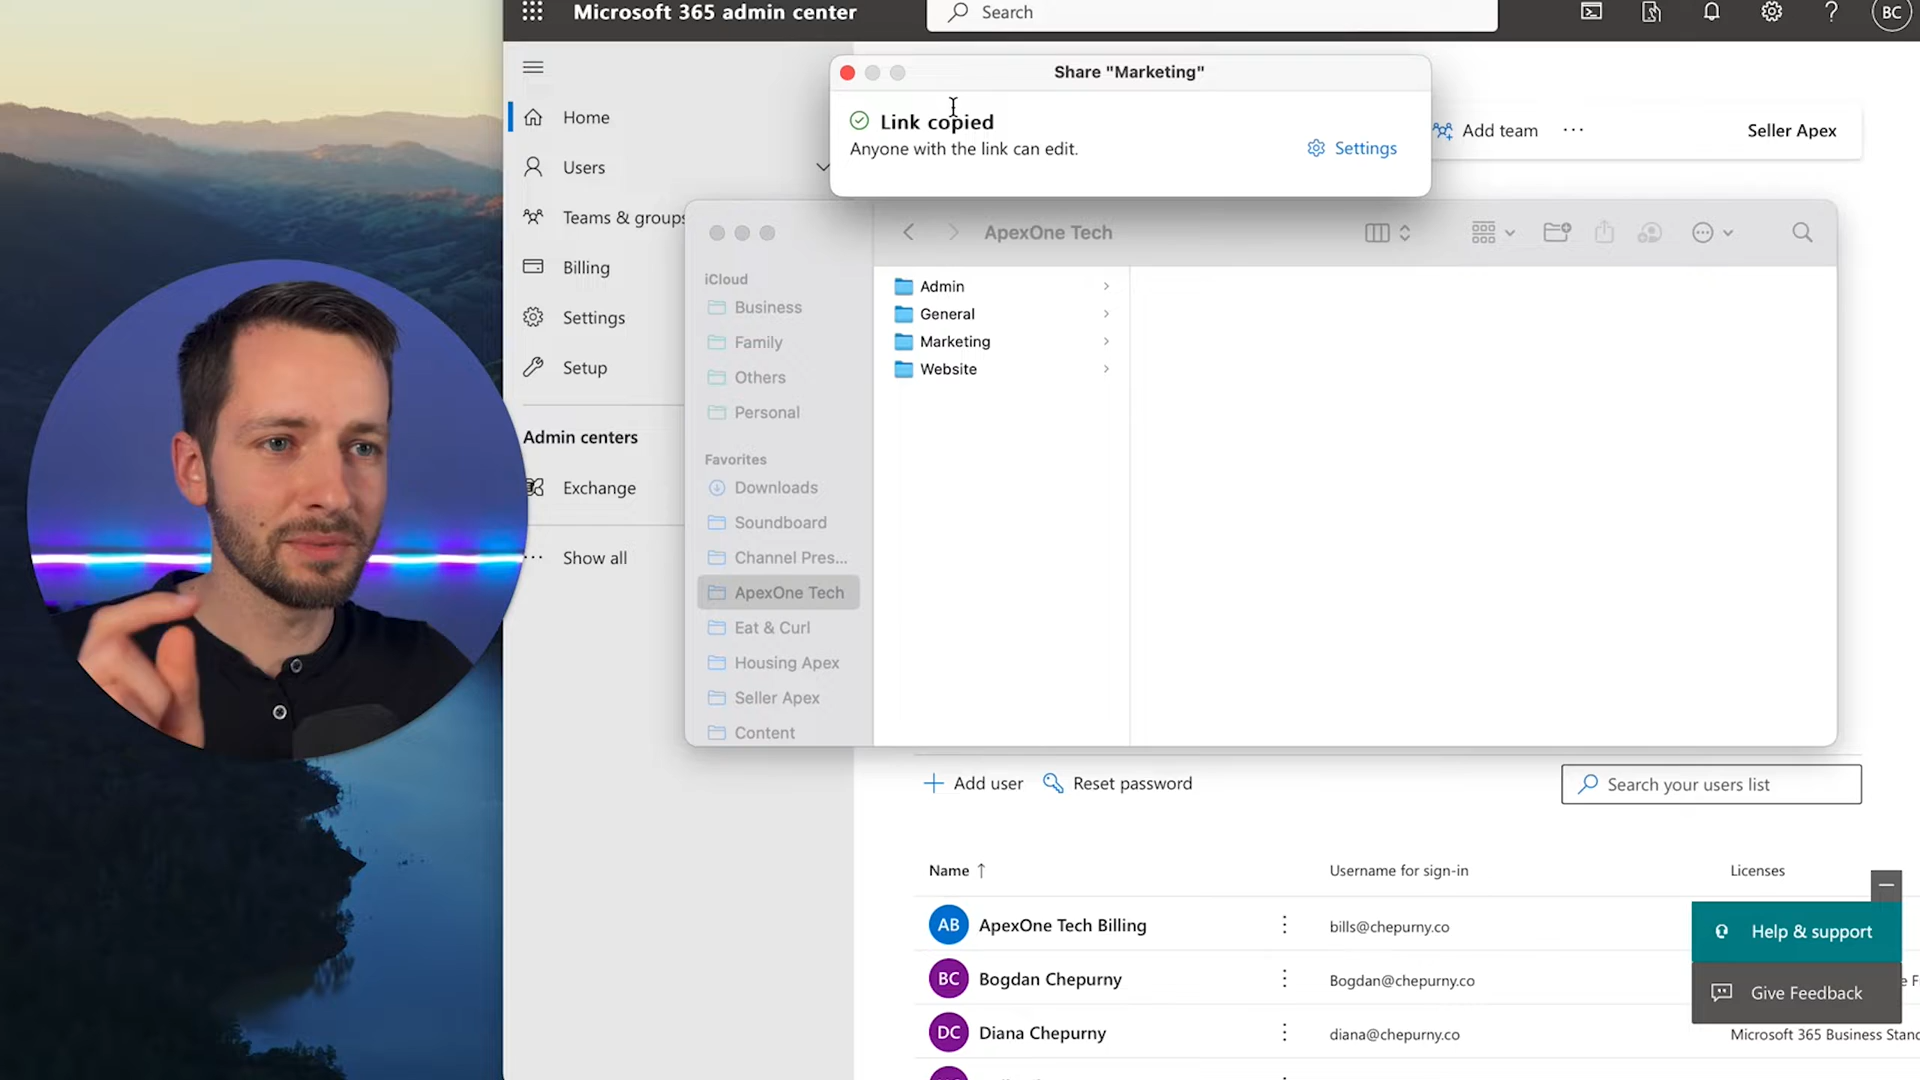 Microsoft 365 admin center
Search
BC
Home
Users
Teams & groups
Billing
Settings
Setup
Admin centers
Exchange
Show all
Share "Marketing"
Link copied
Anyone with the link can edit.
Settings
Add team
Seller Apex
ApexOne Tech
iCloud
Business
Family
Others
Personal
Favorites
Downloads
Soundboard
Channel Pres...
ApexOne Tech
Eat & Curl
Housing Apex
Seller Apex
Content
Admin
General
Marketing
Website
Add user
Reset password
Search your users list
Name ↑
Username for sign-in
Licenses
AB
ApexOne Tech Billing
bills@chepurny.co
BC
Bogdan Chepurny
Bogdan@chepurny.co
DC
Diana Chepurny
diana@chepurny.co
Microsoft 365 Business Stan
Help & support
Give Feedback